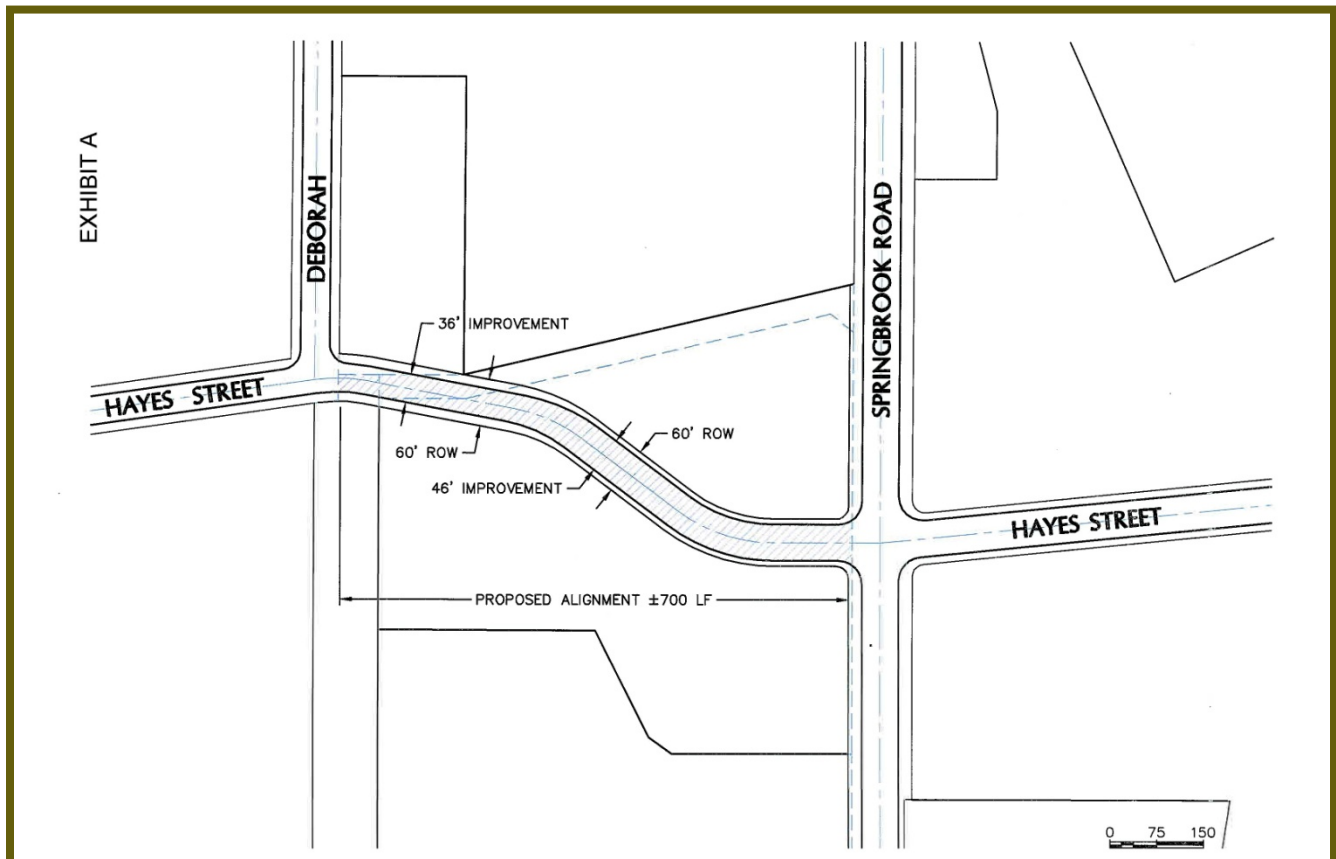 EXHIBIT A
DEBORAH
SPRINGBROOK ROAD
36' IMPROVEMENT
HAYES STREET
60' ROW
60' ROW
46' IMPROVEMENT
HAYES STREET
PROPOSED ALIGNMENT ±700 LF
0 75 150